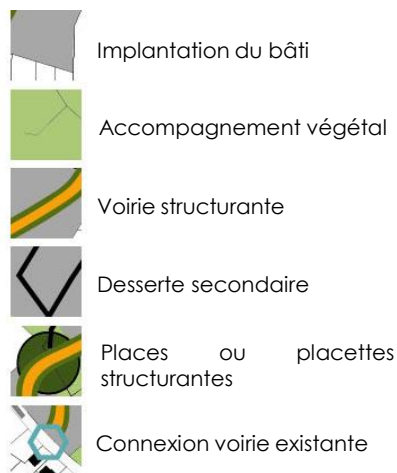 Implantation du bâti
Accompagnement végétal
Voirie structurante
Desserte secondaire
Places ou placettes
structurantes
Connexion voirie existante